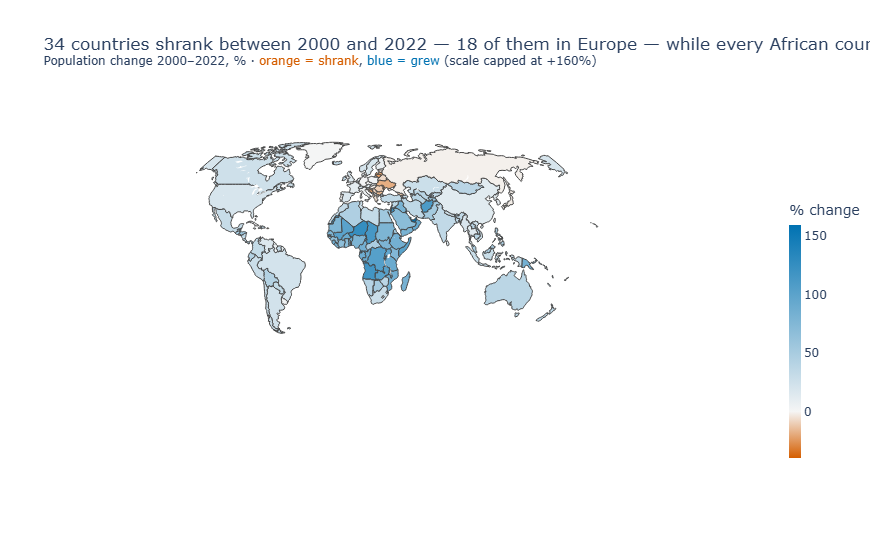 34 countries shrank between 2000 and 2022 — 18 of them in Europe — while every African
Population change 2000–2022, % · orange = shrank, blue = grew (scale capped at +160%)
% change
150
100
50
0